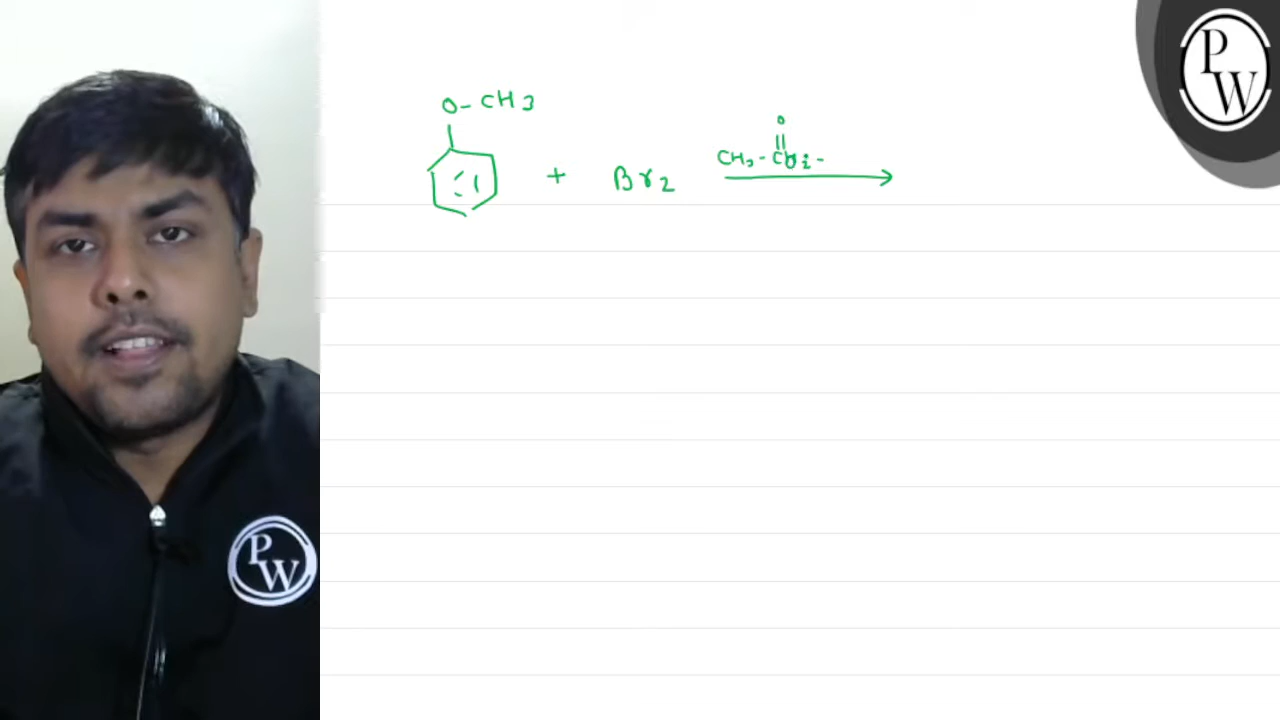 O-CH3
+ Br2
O
||
CH3-C
PW
PW